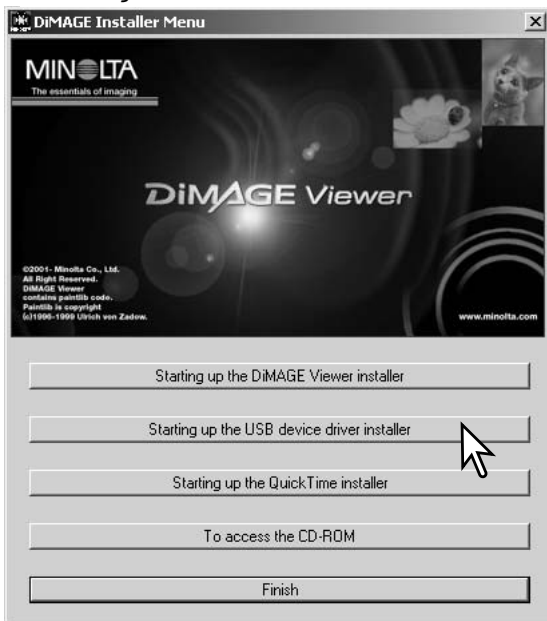 DiMAGE Installer Menu
MINOLTA
The essentials of imaging
DiMAGE Viewer
©2001- Minolta Co., Ltd.
All Right Reserved.
DiMAGE Viewer
contains paintlib code.
Paintlib is copyright
(c)1996-1999 Ulrich von Zadow.
www.minolta.com
Starting up the DiMAGE Viewer installer
Starting up the USB device driver installer
Starting up the QuickTime installer
To access the CD-ROM
Finish